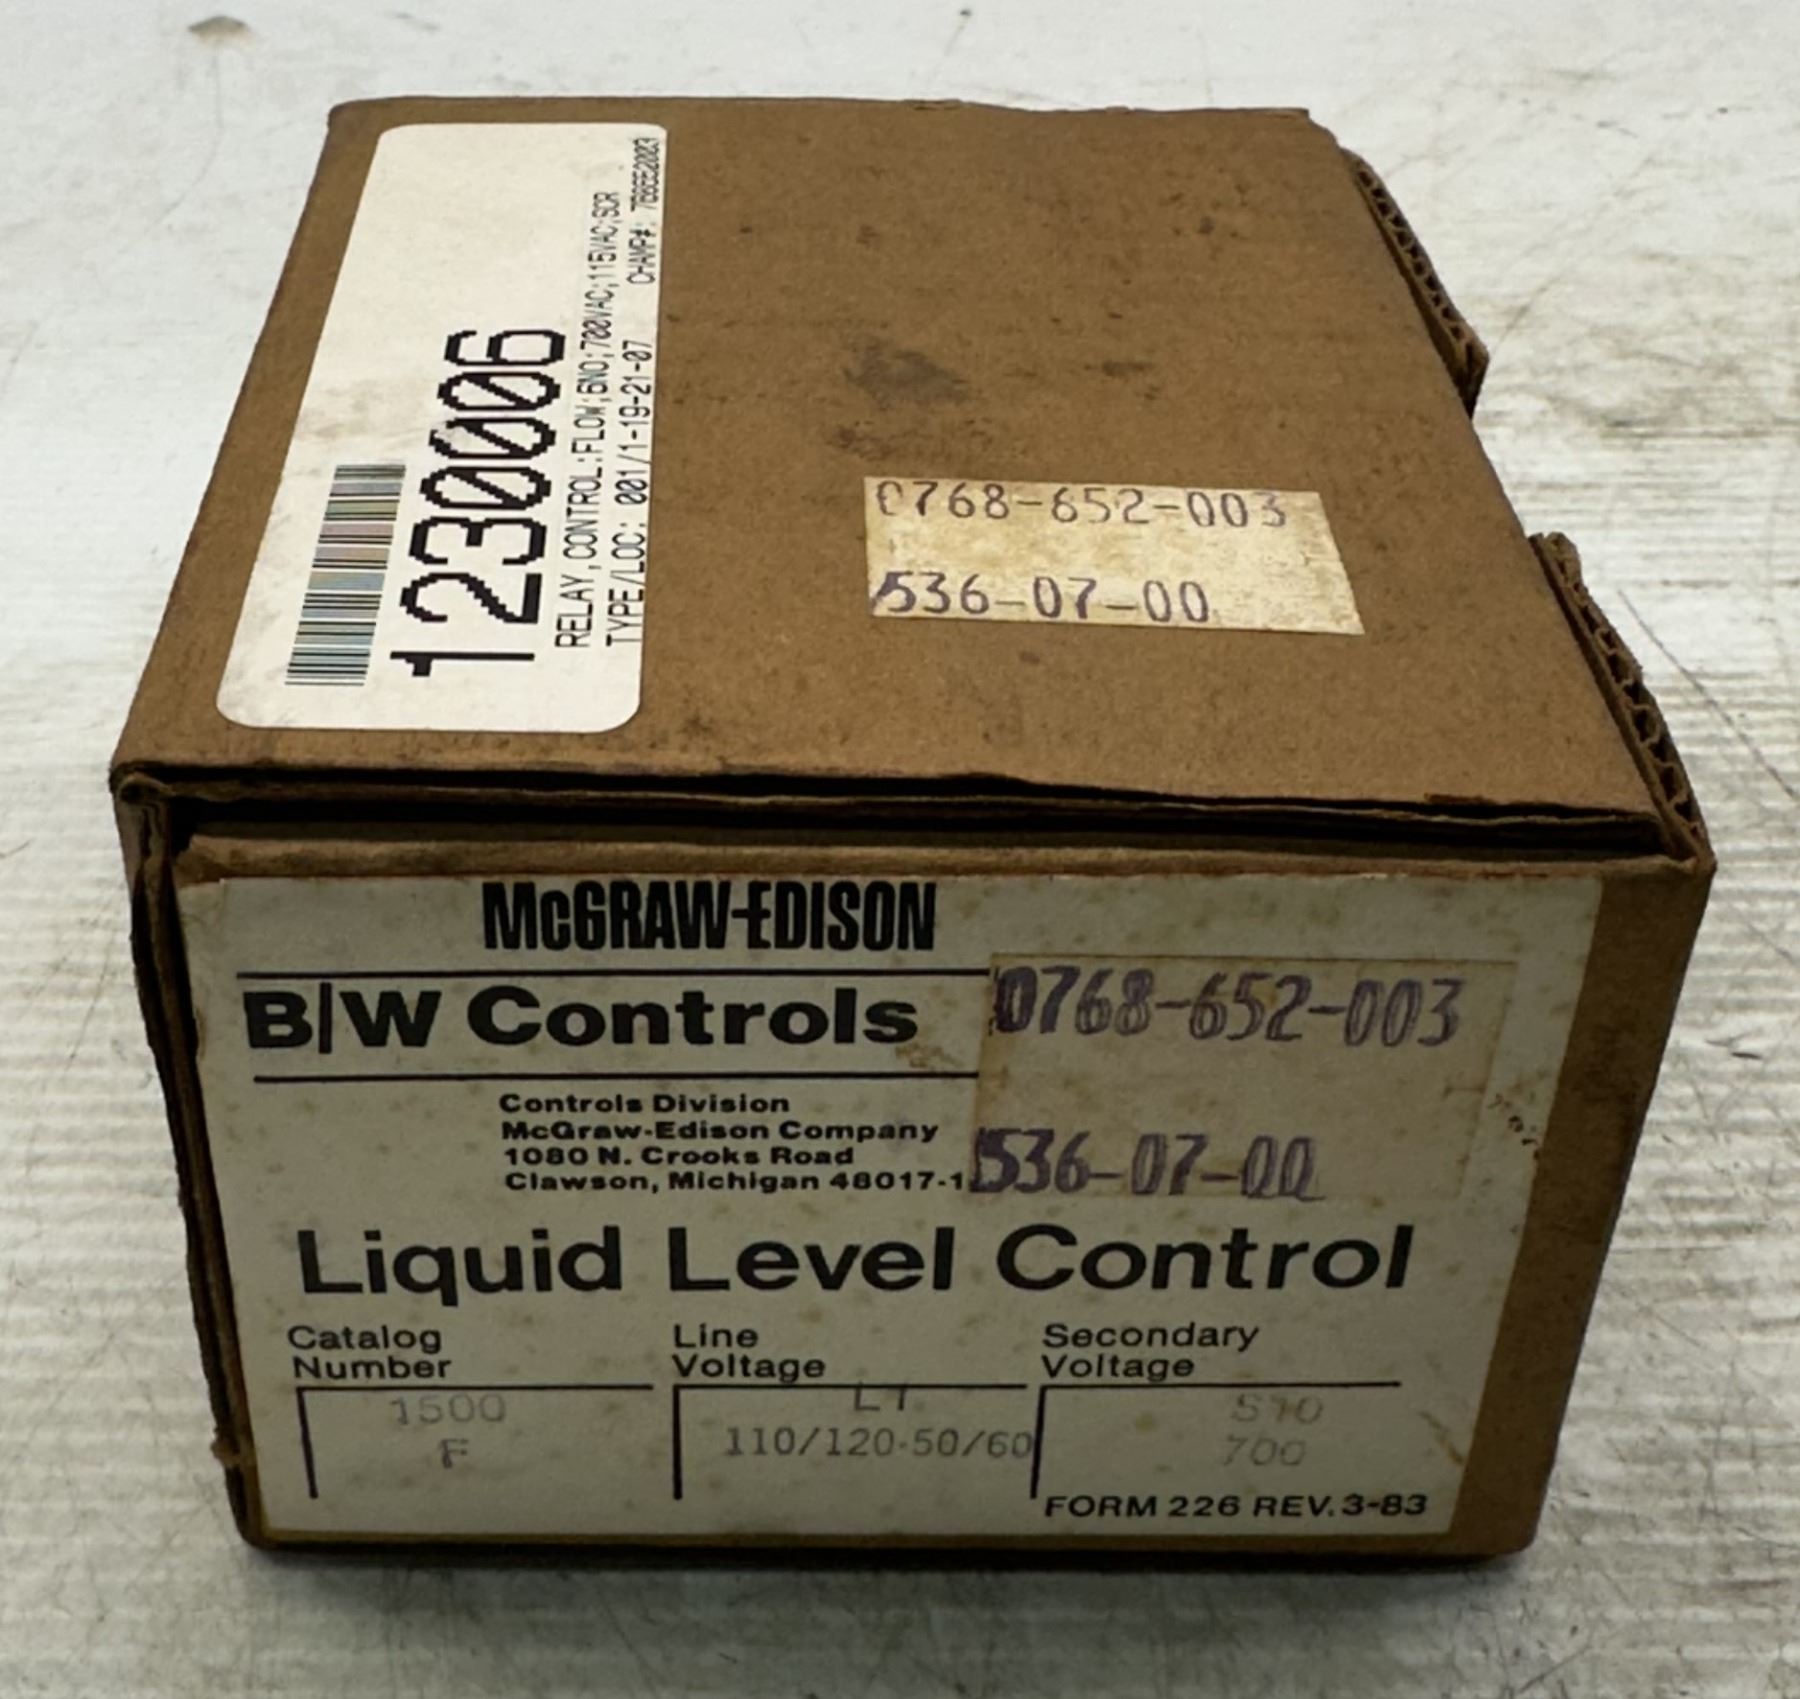 1230006
RELAY,CONTROL:FLOW;6NO;700VAC;115VAC;SCR
TYPE/LOC: 001/1-19-21-07 CHAMP#: 7686E2003
0768-652-003
536-07-00
McGRAW-EDISON
B/W Controls
0768-652-003
Controls Division
McGraw-Edison Company
1080 N. Crooks Road
Clawson, Michigan 48017-1
536-07-00
Liquid Level Control
Catalog Number
Line Voltage
Secondary Voltage
1500
L1
S10
F
110/120-50/60
700
FORM 226 REV. 3-83